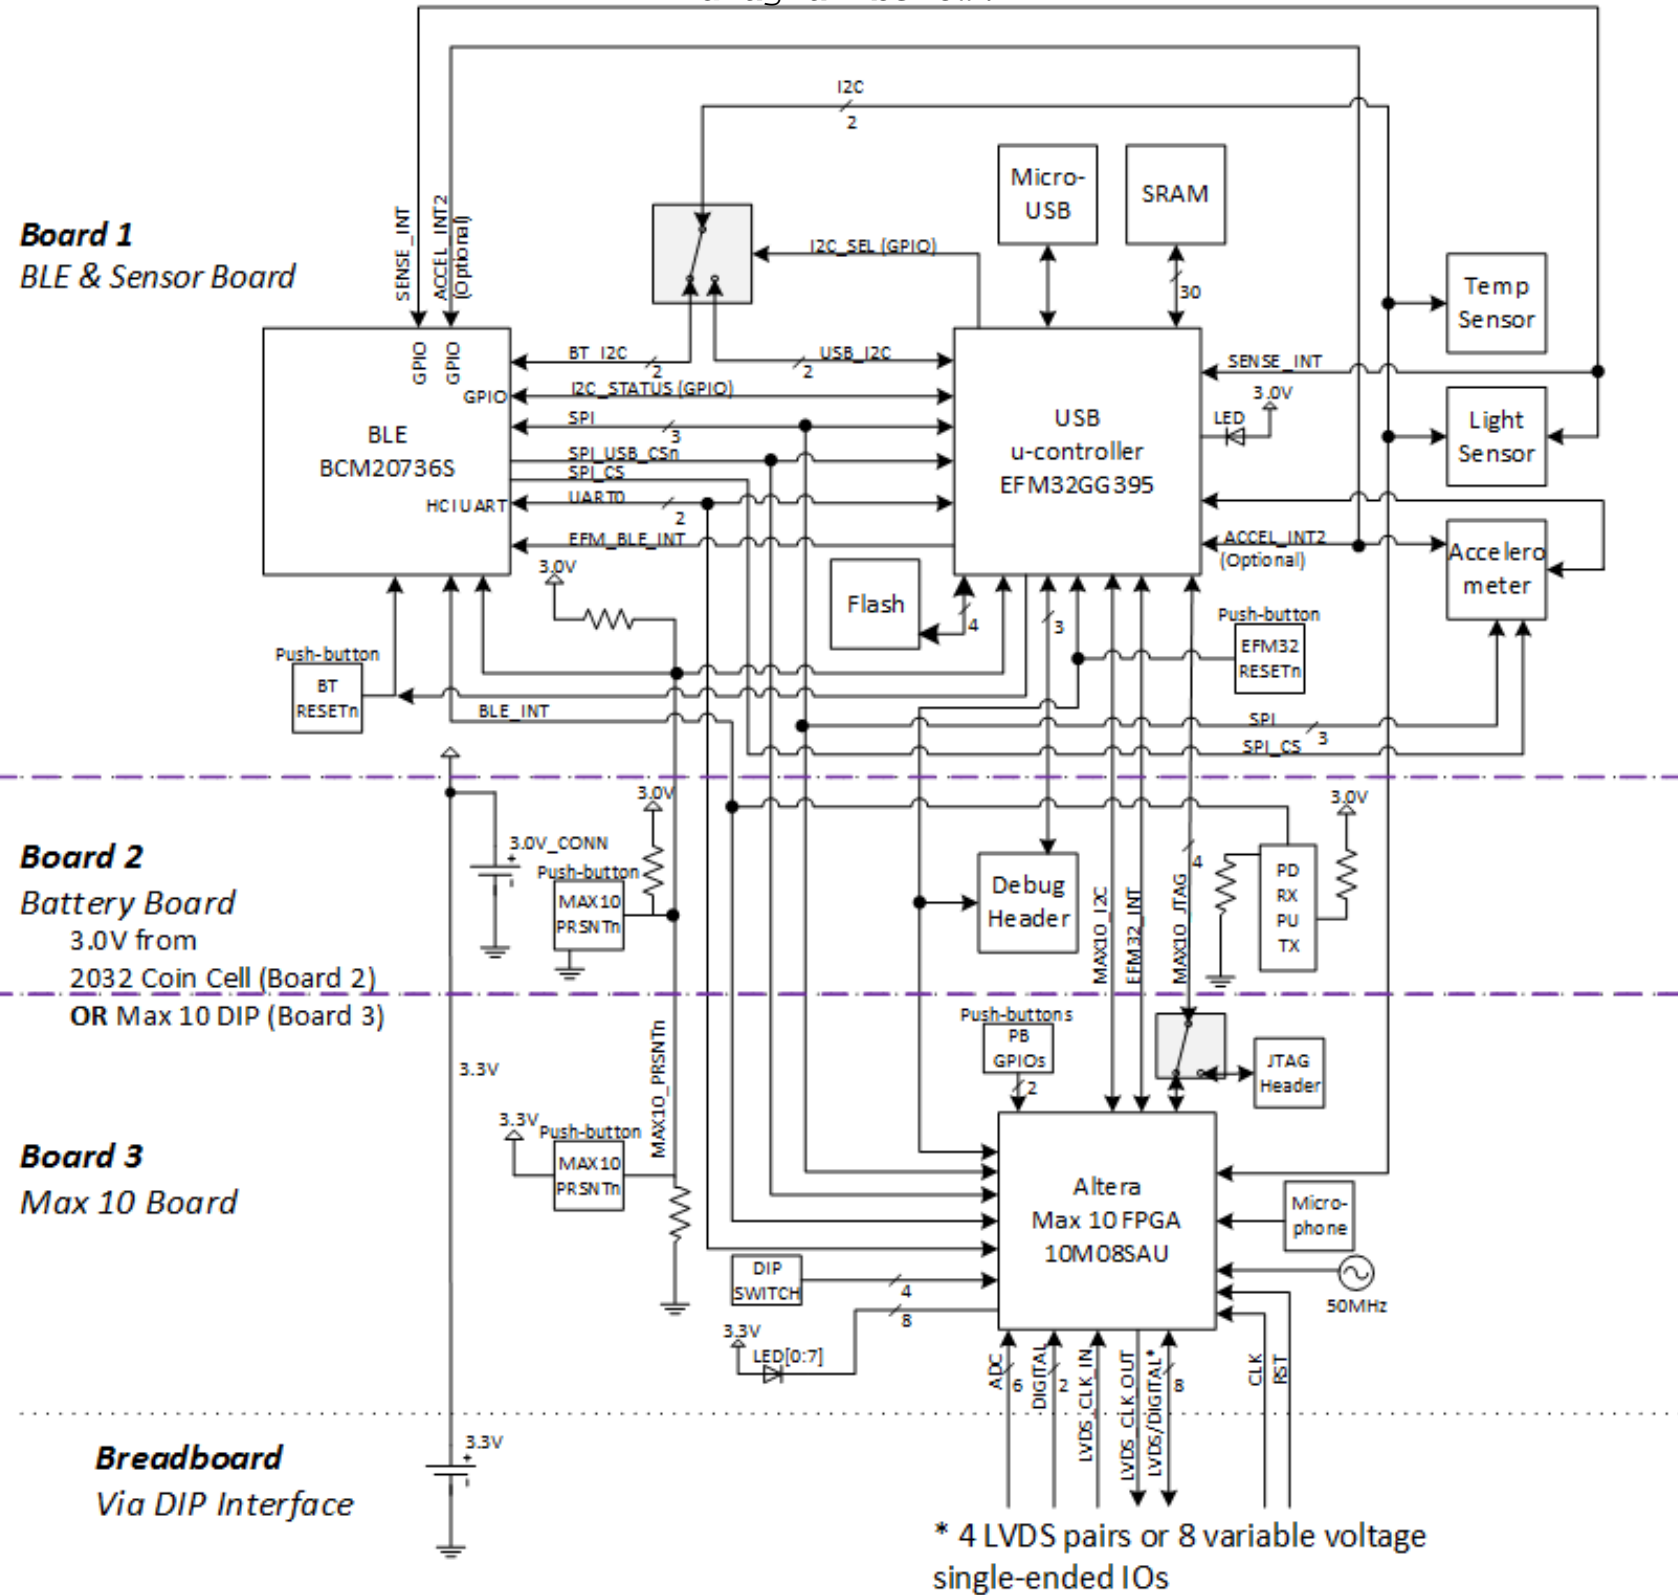 diagram below.
I2C
2
Micro-
USB
SRAM
30
SENSE_INT
ACCEL_INT2
(Optional)
Board 1
BLE & Sensor Board
I2C_SEL (GPIO)
Temp
Sensor
GPIO
GPIO
GPIO
BLE
BCM20736S
HCI UART
BT_I2C
2
USB_I2C
2
I2C_STATUS (GPIO)
SPI
3
SPI_USB_CSn
SPI_CS
UART0
2
EFM_BLE_INT
USB
u-controller
EFM32GG395
SENSE_INT
LED
3.0V
Light
Sensor
ACCEL_INT2
(Optional)
Accelero
meter
3.0V
Flash
4
3
Push-button
EFM32
RESETn
Push-button
BT
RESETn
BLE_INT
SPI
3
SPI_CS
Board 2
Battery Board
3.0V from
2032 Coin Cell (Board 2)
OR Max 10 DIP (Board 3)
3.0V_CONN
+
3.0V
Push-button
MAX10
PRSNTn
Debug
Header
MAX10_I2C
EFM32_INT
MAX10_JTAG
4
3.0V
PD
RX
PU
TX
3.3V
MAX10_PRSNTn
Push-buttons
PB
GPIOs
2
JTAG
Header
Board 3
Max 10 Board
3.3V
Push-button
MAX10
PRSNTn
Altera
Max 10 FPGA
10M08SAU
Micro-
phone
50MHz
DIP
SWITCH
4
8
3.3V
LED[0:7]
ADC
6
DIGITAL
2
LVDS_CLK_IN
LVDS_CLK_OUT
LVDS/DIGITAL*
8
CLK
RST
Breadboard
Via DIP Interface
3.3V
+
* 4 LVDS pairs or 8 variable voltage
single-ended IOs